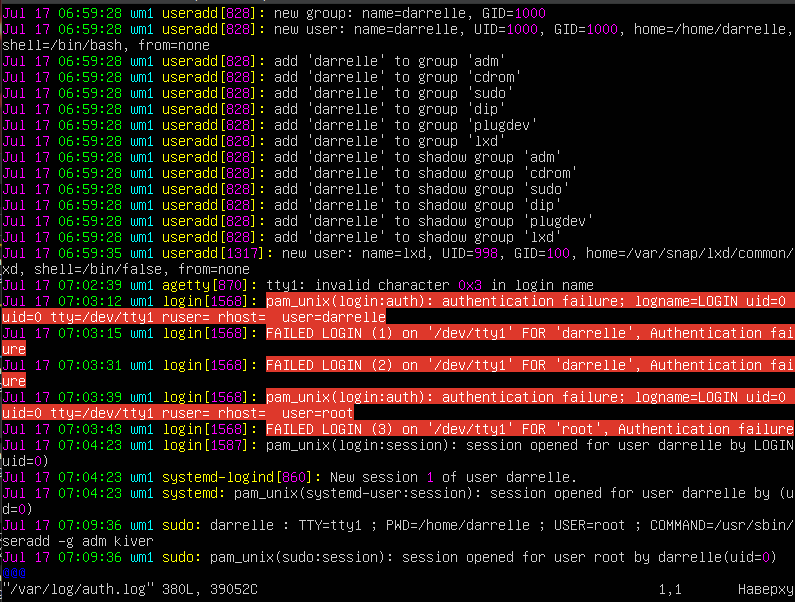 Jul 17 06:59:28 wm1 useradd[828]: new group: name=darrelle, GID=1000
Jul 17 06:59:28 wm1 useradd[828]: new user: name=darrelle, UID=1000, GID=1000, home=/home/darrelle,
shell=/bin/bash, from=none
Jul 17 06:59:28 wm1 useradd[828]: add 'darrelle' to group 'adm'
Jul 17 06:59:28 wm1 useradd[828]: add 'darrelle' to group 'cdrom'
Jul 17 06:59:28 wm1 useradd[828]: add 'darrelle' to group 'sudo'
Jul 17 06:59:28 wm1 useradd[828]: add 'darrelle' to group 'dip'
Jul 17 06:59:28 wm1 useradd[828]: add 'darrelle' to group 'plugdev'
Jul 17 06:59:28 wm1 useradd[828]: add 'darrelle' to group 'lxd'
Jul 17 06:59:28 wm1 useradd[828]: add 'darrelle' to shadow group 'adm'
Jul 17 06:59:28 wm1 useradd[828]: add 'darrelle' to shadow group 'cdrom'
Jul 17 06:59:28 wm1 useradd[828]: add 'darrelle' to shadow group 'sudo'
Jul 17 06:59:28 wm1 useradd[828]: add 'darrelle' to shadow group 'dip'
Jul 17 06:59:28 wm1 useradd[828]: add 'darrelle' to shadow group 'plugdev'
Jul 17 06:59:28 wm1 useradd[828]: add 'darrelle' to shadow group 'lxd'
Jul 17 06:59:35 wm1 useradd[1317]: new user: name=lxd, UID=998, GID=100, home=/var/snap/lxd/common/
xd, shell=/bin/false, from=none
Jul 17 07:02:39 wm1 agetty[870]: tty1: invalid character 0x3 in login name
Jul 17 07:03:12 wm1 login[1568]: pam_unix(login:auth): authentication failure; logname=LOGIN uid=0
uid=0 tty=/dev/tty1 ruser= rhost=  user=darrelle
Jul 17 07:03:15 wm1 login[1568]: FAILED LOGIN (1) on '/dev/tty1' FOR 'darrelle', Authentication fai
ure
Jul 17 07:03:31 wm1 login[1568]: FAILED LOGIN (2) on '/dev/tty1' FOR 'darrelle', Authentication fai
ure
Jul 17 07:03:39 wm1 login[1568]: pam_unix(login:auth): authentication failure; logname=LOGIN uid=0
uid=0 tty=/dev/tty1 ruser= rhost=  user=root
Jul 17 07:03:43 wm1 login[1568]: FAILED LOGIN (3) on '/dev/tty1' FOR 'root', Authentication failure
Jul 17 07:04:23 wm1 login[1587]: pam_unix(login:session): session opened for user darrelle by LOGIN
uid=0)
Jul 17 07:04:23 wm1 systemd-logind[860]: New session 1 of user darrelle.
Jul 17 07:04:23 wm1 systemd: pam_unix(systemd-user:session): session opened for user darrelle by (u
d=0)
Jul 17 07:09:36 wm1 sudo: darrelle : TTY=tty1 ; PWD=/home/darrelle ; USER=root ; COMMAND=/usr/sbin/
seradd -g adm kiver
Jul 17 07:09:36 wm1 sudo: pam_unix(sudo:session): session opened for user root by darrelle(uid=0)
@@@
"/var/log/auth.log" 380L, 39052C 1,1 Наверху